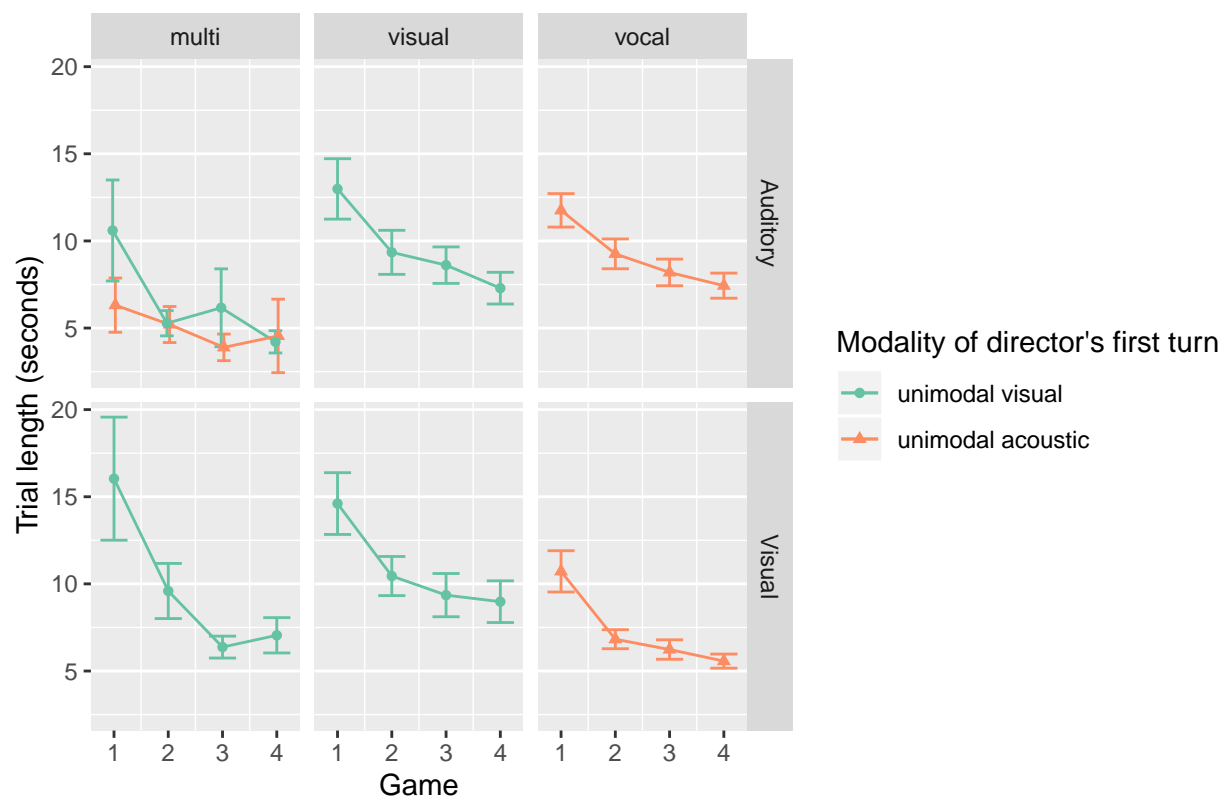 multi
visual
vocal
20
15
10
5
Auditory
20
15
10
5
Visual
Trial length (seconds)
1 2 3 4
1 2 3 4
1 2 3 4
Game
Modality of director's first turn
unimodal visual
unimodal acoustic